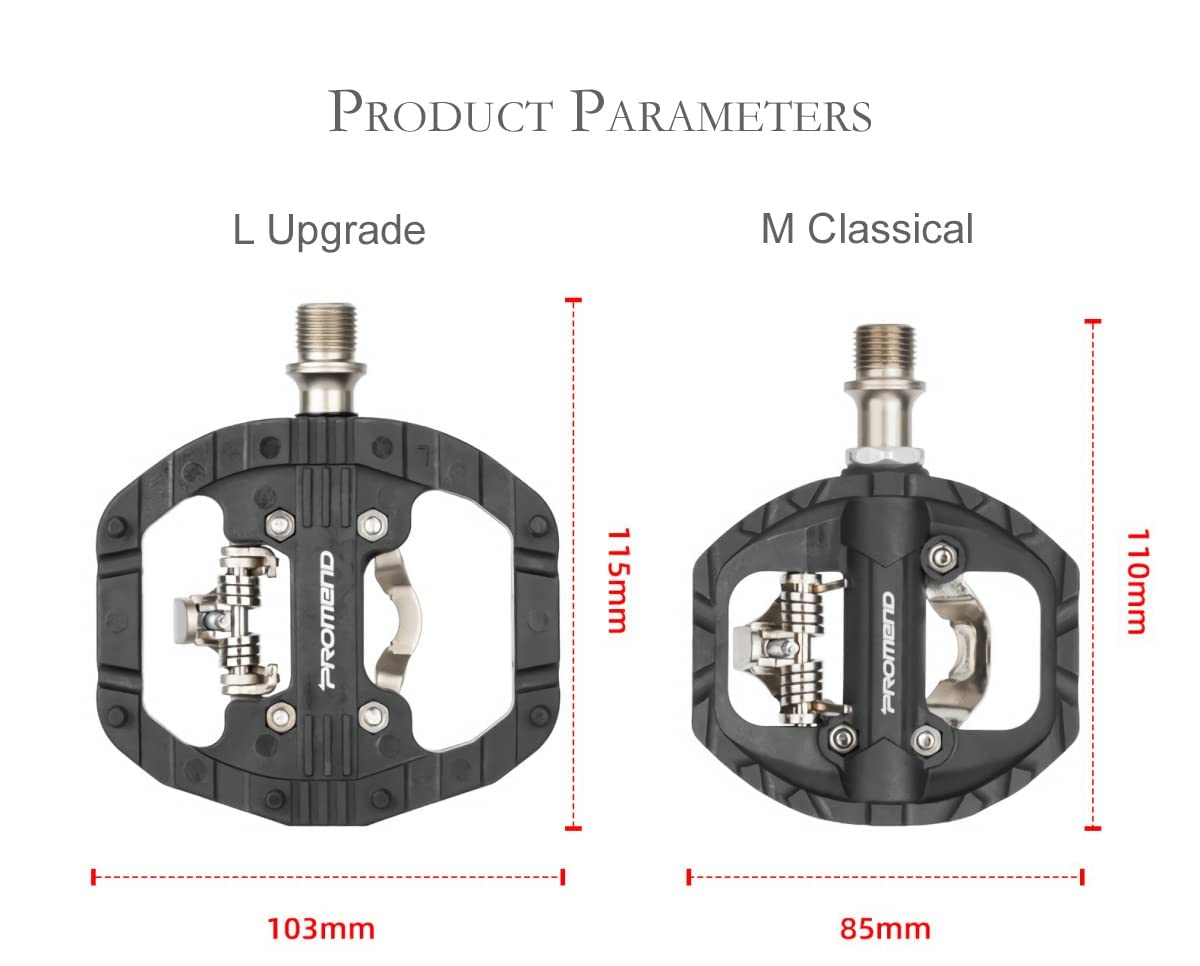 PRODUCT PARAMETERS
L Upgrade
M Classical
PROMEND
115mm
PROMEND
110mm
103mm
85mm